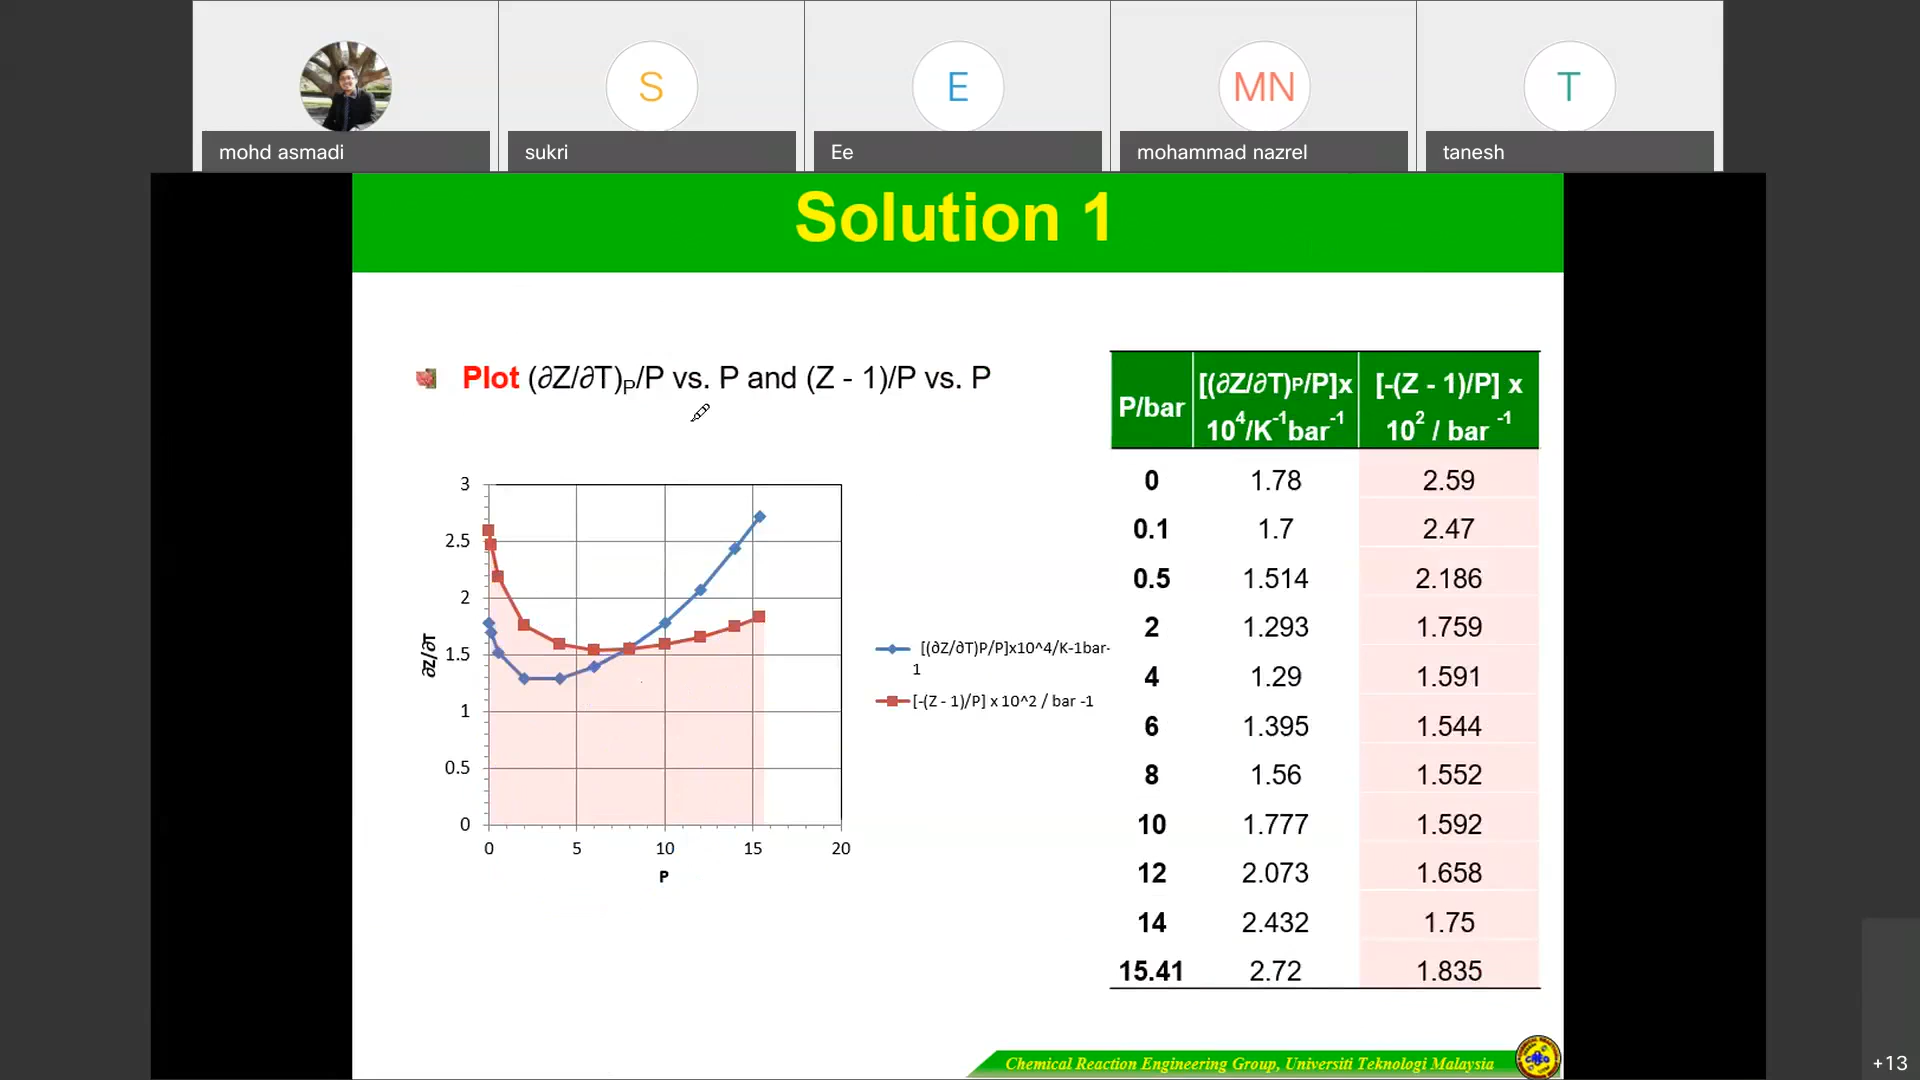 S
E
MN
T
mohd asmadi
sukri
Ee
mohammad nazrel
tanesh
Solution 1
Plot (∂Z/∂T)P/P vs. P and (Z - 1)/P vs. P
3
2.5
2
1.5
1
0.5
0
∂Z/∂T
0 5 10 15 20
P
[(∂Z/∂T)P/P]x10^4/K-1bar-
1
[-(Z - 1)/P] x 10^2 / bar -1
P/bar [(∂Z/∂T)P/P]x 10^4/K^-1bar^-1 [-(Z - 1)/P] x 10^2 / bar ^-1
0 1.78 2.59
0.1 1.7 2.47
0.5 1.514 2.186
2 1.293 1.759
4 1.29 1.591
6 1.395 1.544
8 1.56 1.552
10 1.777 1.592
12 2.073 1.658
14 2.432 1.75
15.41 2.72 1.835
Chemical Reaction Engineering Group, Universiti Teknologi Malaysia
+13